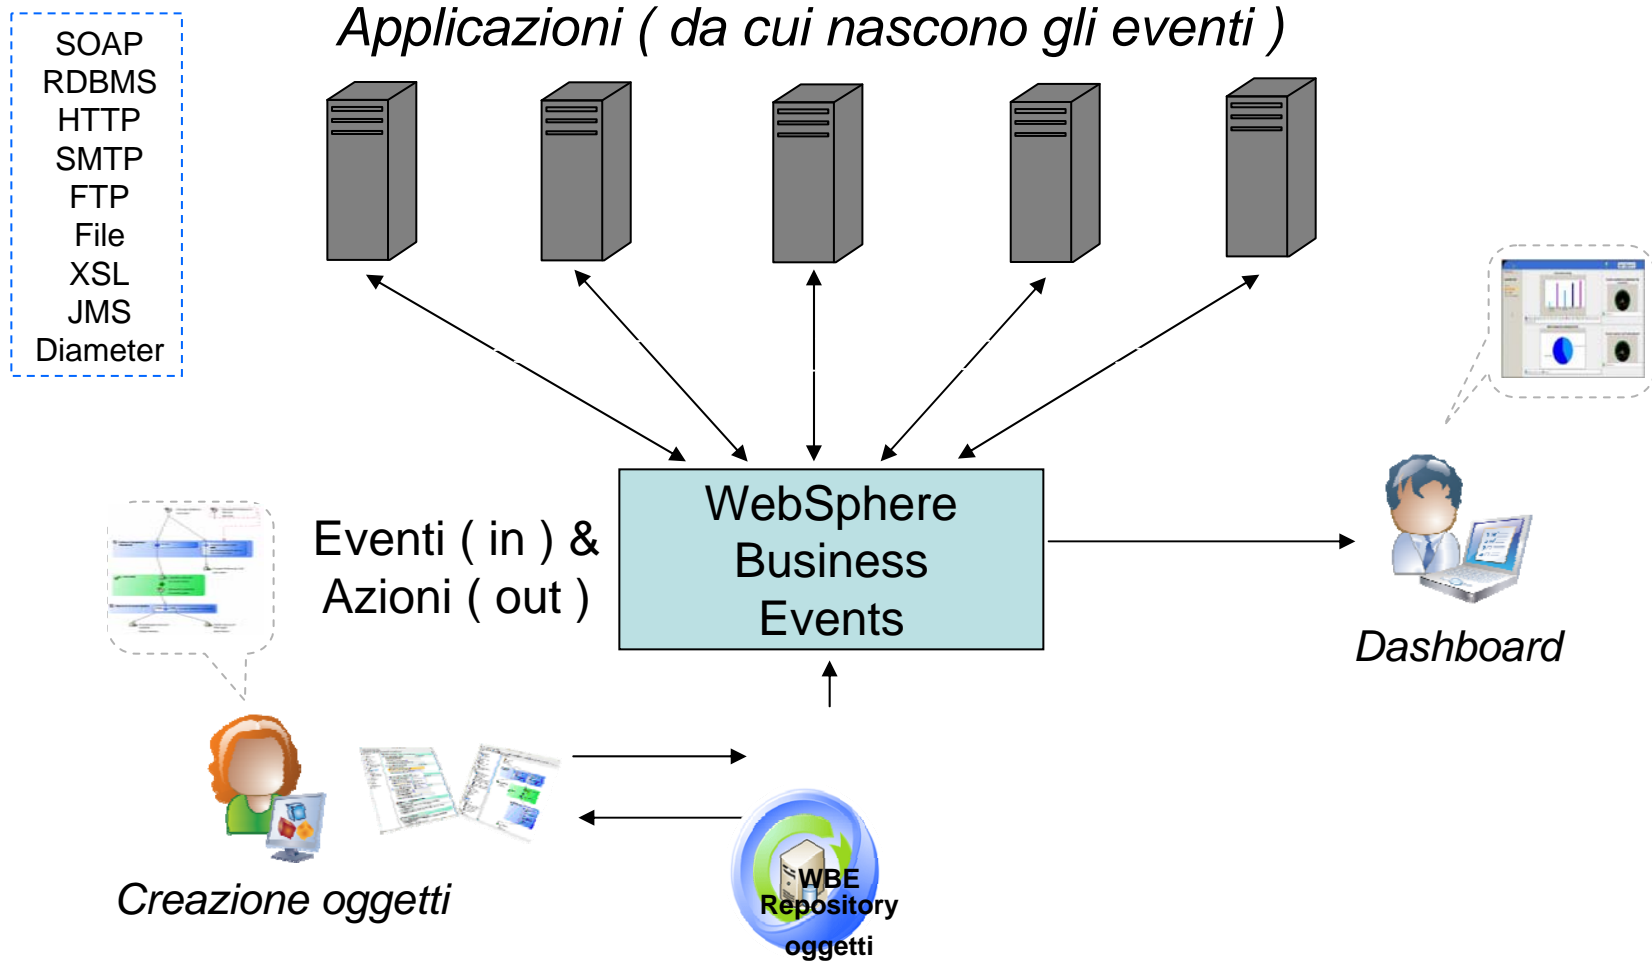 Applicazioni ( da cui nascono gli eventi )
SOAP
RDBMS
HTTP
SMTP
FTP
File
XSL
JMS
Diameter
Eventi ( in ) &
Azioni ( out )
WebSphere
Business
Events
Dashboard
Creazione oggetti
WBE
Repository
oggetti